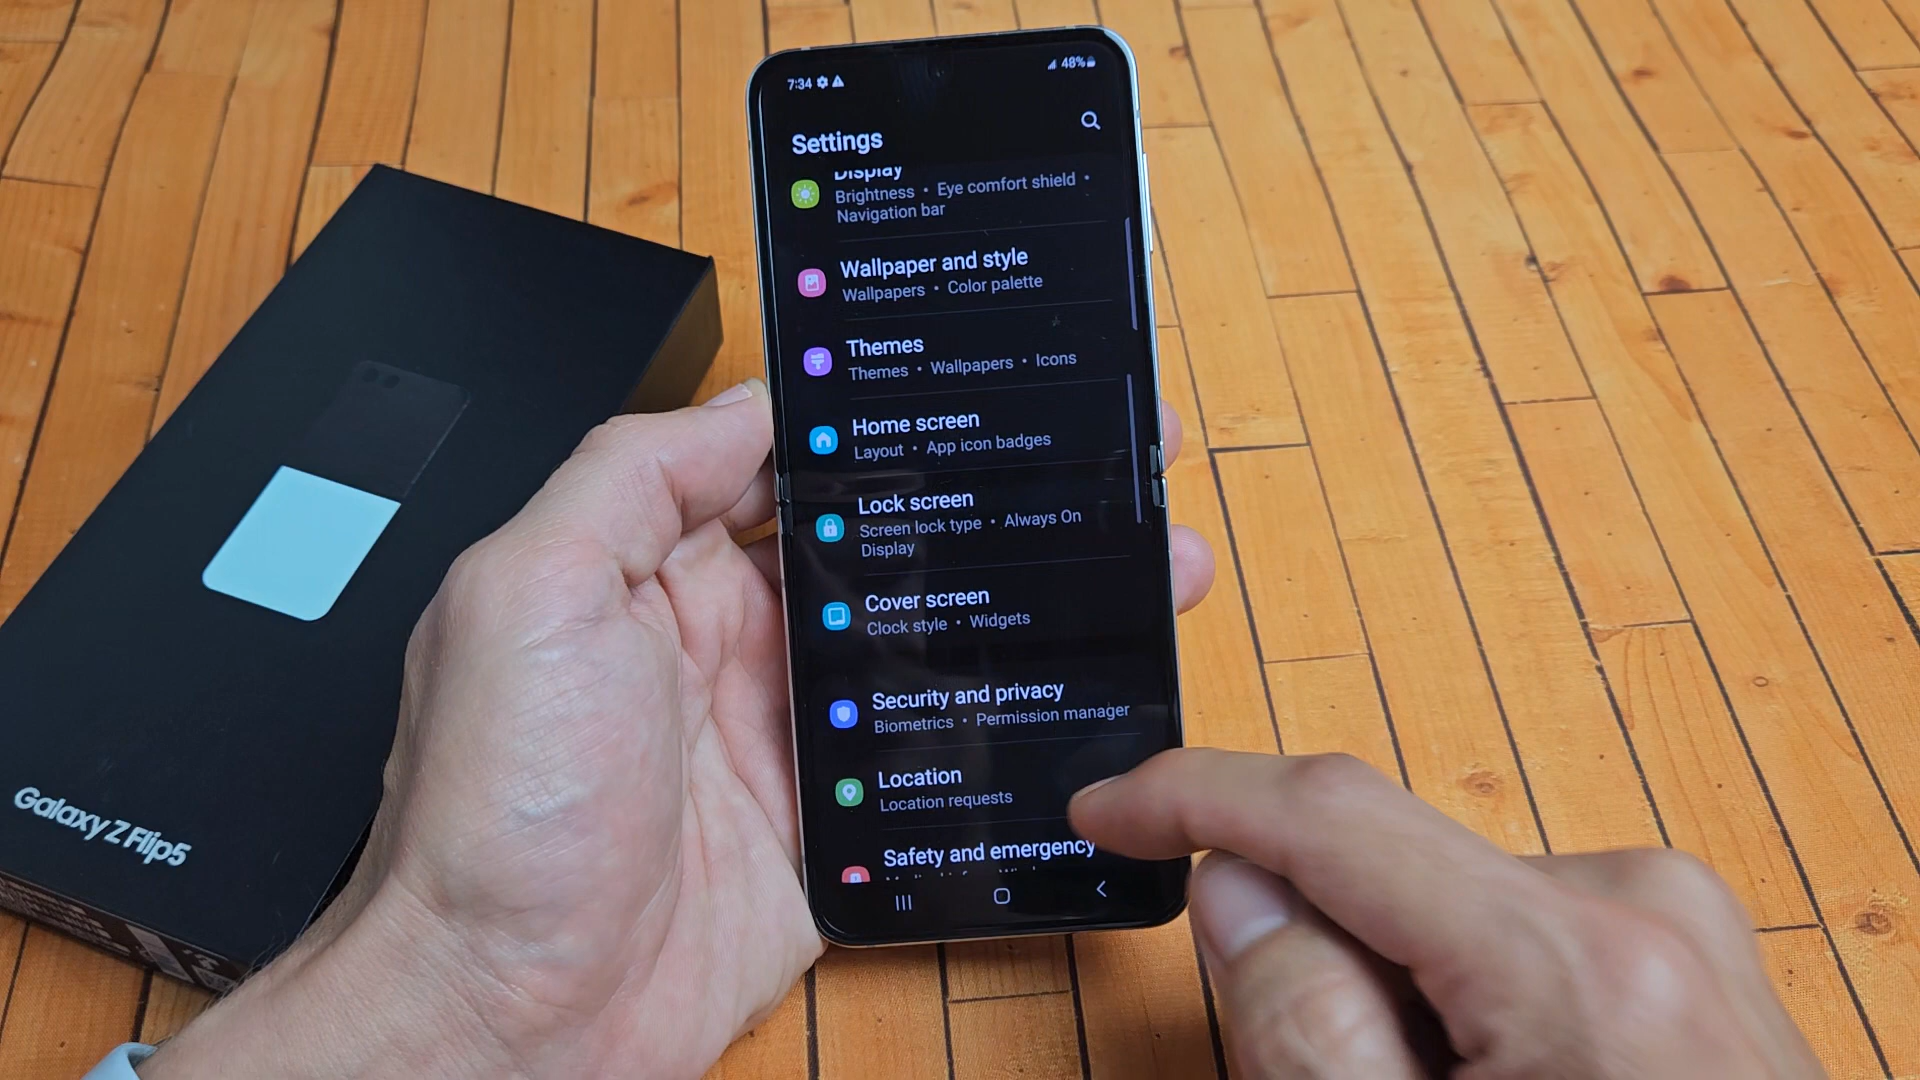 7:34
48%
Settings
Display
Brightness • Eye comfort shield •
Navigation bar
Wallpaper and style
Wallpapers • Color palette
Themes
Themes • Wallpapers • Icons
Home screen
Layout • App icon badges
Lock screen
Screen lock type • Always On
Display
Cover screen
Clock style • Widgets
Security and privacy
Biometrics • Permission manager
Location
Location requests
Safety and emergency
Galaxy Z Flip5